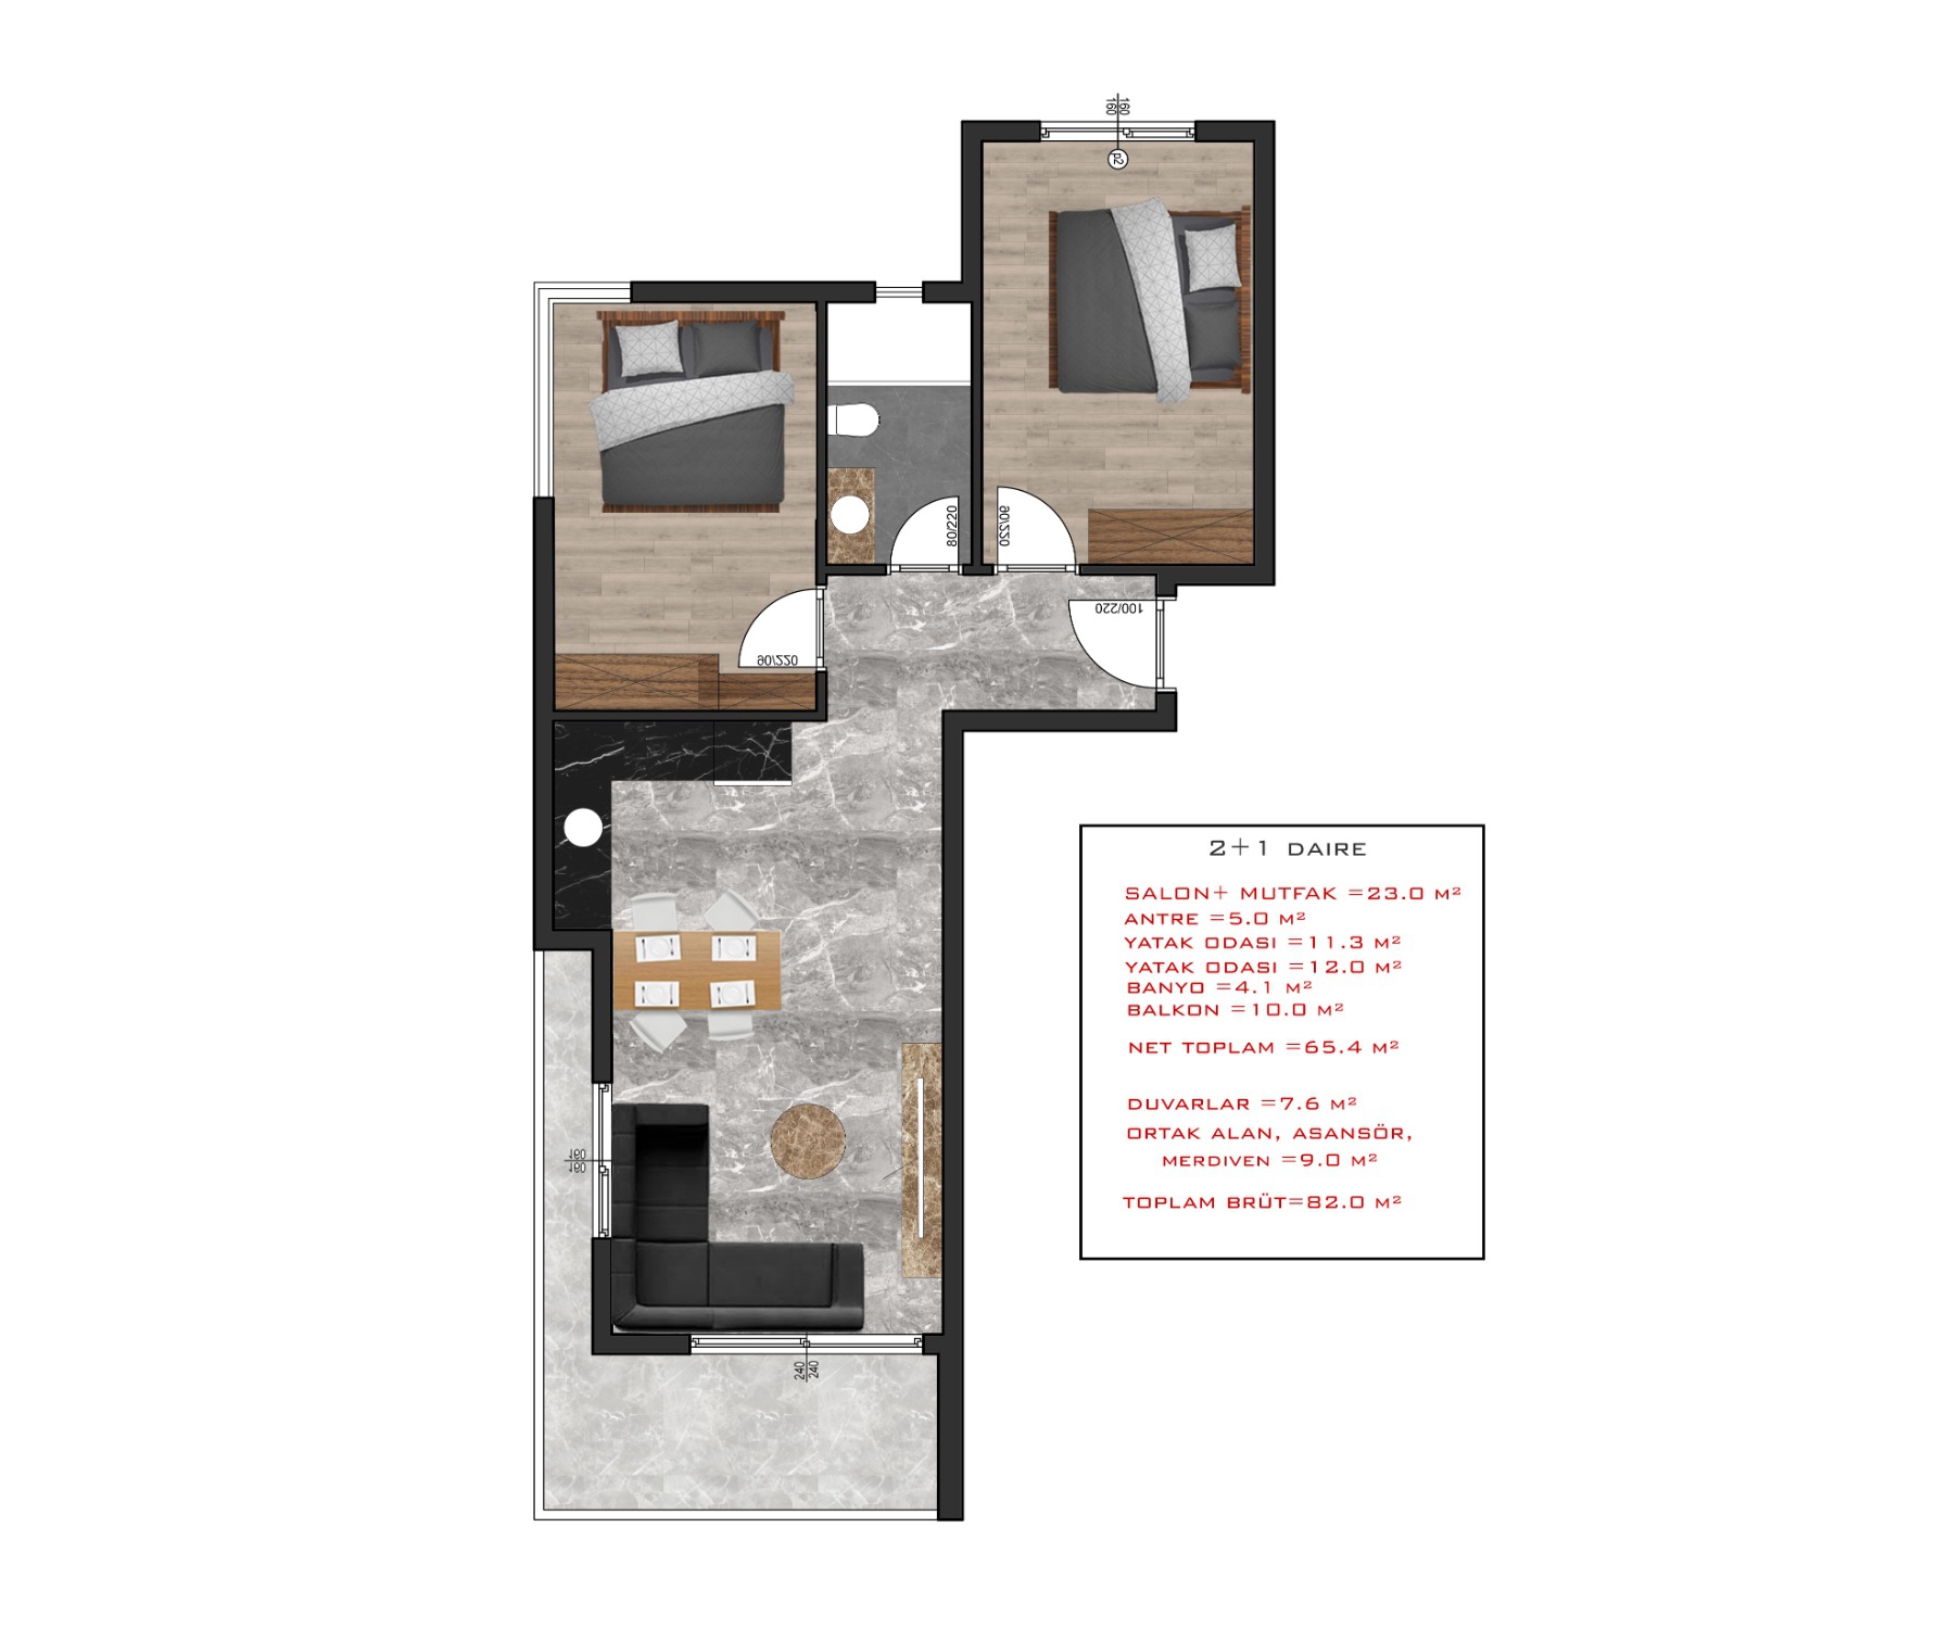 160
160
p2
80/220
90/220
100/220
90/220
160
160
240
240
2+1 DAIRE
SALON+ MUTFAK =23.0 M²
ANTRE =5.0 M²
YATAK ODASI =11.3 M²
YATAK ODASI =12.0 M²
BANYO =4.1 M²
BALKON =10.0 M²
NET TOPLAM =65.4 M²
DUVARLAR =7.6 M²
ORTAK ALAN, ASANSÖR,
MERDIVEN =9.0 M²
TOPLAM BRÜT=82.0 M²